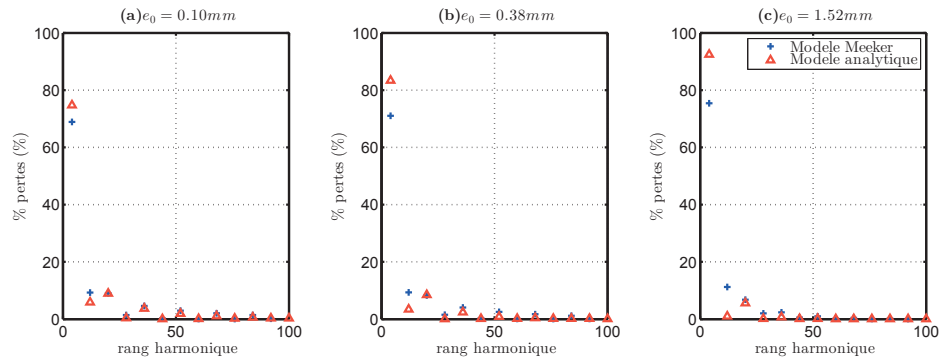 (a)e₀ = 0.10mm
100
80
60
40
20
0
% pertes (%)
0
50
100
rang harmonique
(b)e₀ = 0.38mm
100
80
60
40
20
0
% pertes (%)
0
50
100
rang harmonique
(c)e₀ = 1.52mm
Modele Meeker
Modele analytique
100
80
60
40
20
0
% pertes (%)
0
50
100
rang harmonique